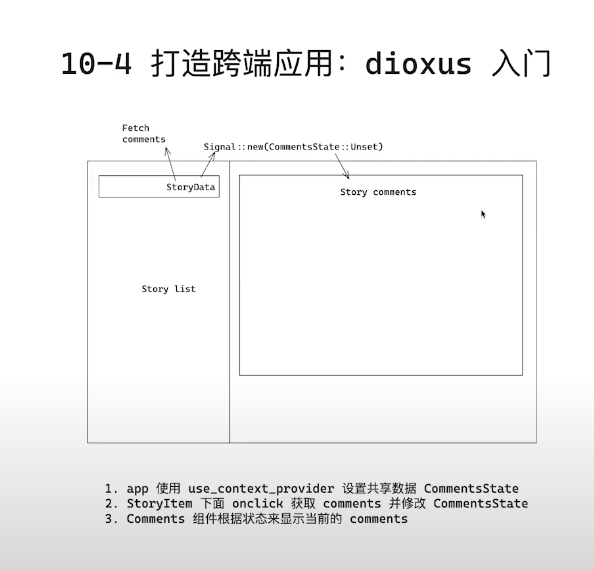 10-4 打造跨端应用：dioxus 入门
Fetch
comments
Signal::new(CommentsState::Unset)
StoryData
Story comments
Story list
1. app 使用 use_context_provider 设置共享数据 CommentsState
2. StoryItem 下面 onclick 获取 comments 并修改 CommentsState
3. Comments 组件根据状态来显示当前的 comments